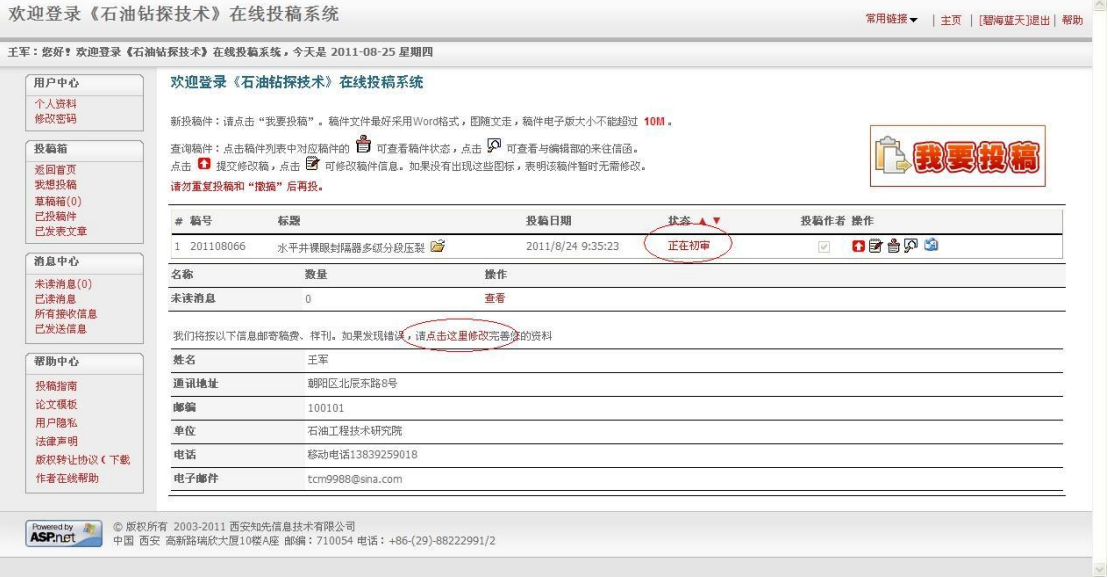 欢迎登录《石油钻探技术》在线投稿系统
常用链接▼ | 主页 | [碧海蓝天]退出 | 帮助
王军：您好！欢迎登录《石油钻探技术》在线投稿系统，今天是 2011-08-25 星期四
用户中心
个人资料
修改密码
投稿箱
返回首页
我想投稿
草稿箱(0)
已投稿件
已发表文章
消息中心
未读消息(0)
已读消息
所有接收信息
已发送信息
帮助中心
投稿指南
论文模板
用户隐私
法律声明
版权转让协议(下载
作者在线帮助
欢迎登录《石油钻探技术》在线投稿系统
新投稿件：请点击“我要投稿”。稿件文件最好采用Word格式，图随文走，稿件电子版大小不能超过 10M。
查询稿件：点击稿件列表中对应稿件的 可查看稿件状态，点击 可查看与编辑部的来往信函。
点击 提交修改稿，点击 可修改稿件信息。如果没有出现这些图标，表明该稿件暂时无需修改。
请勿重复投稿和“撤搞”后再投。
我要投稿
# 稿号 标题 投稿日期 状态 ▲ ▼ 投稿作者 操作
1 201108066 水平井裸眼封隔器多级分段压裂 2011/8/24 9:35:23 正在初审
名称 数量 操作
未读消息 0 查看
我们将按以下信息邮寄稿费、样刊。如果发现错误，请点击这里修改完善您的资料
姓名 王军
通讯地址 朝阳区北辰东路8号
邮编 100101
单位 石油工程技术研究院
电话 移动电话13839259018
电子邮件 tcm9988@sina.com
Powered by
ASP.net
© 版权所有 2003-2011 西安知先信息技术有限公司
中国 西安 高新路瑞欣大厦10楼A座 邮编：710054 电话：+86-(29)-88222991/2